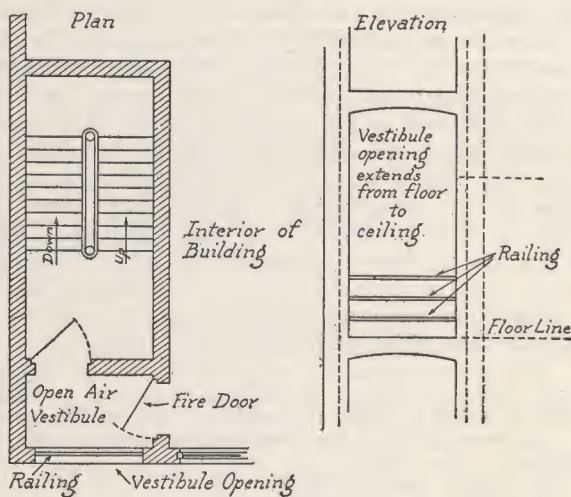 Plan
Down
Up
Interior of
Building
Open Air
Vestibule
Fire Door
Railing
Vestibule Opening
Elevation
Vestibule
opening
extends
from floor
to
ceiling.
Railing
Floor Line